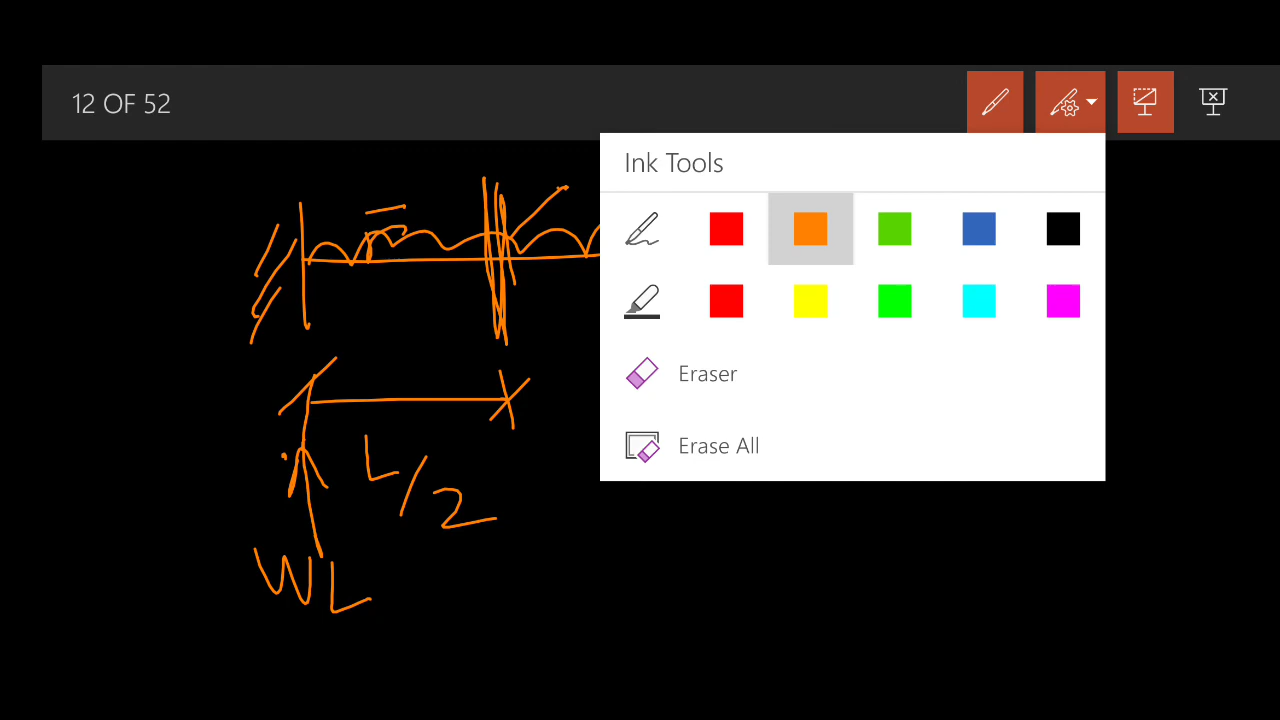 12 OF 52
Ink Tools
Eraser
Erase All
L/2
WL